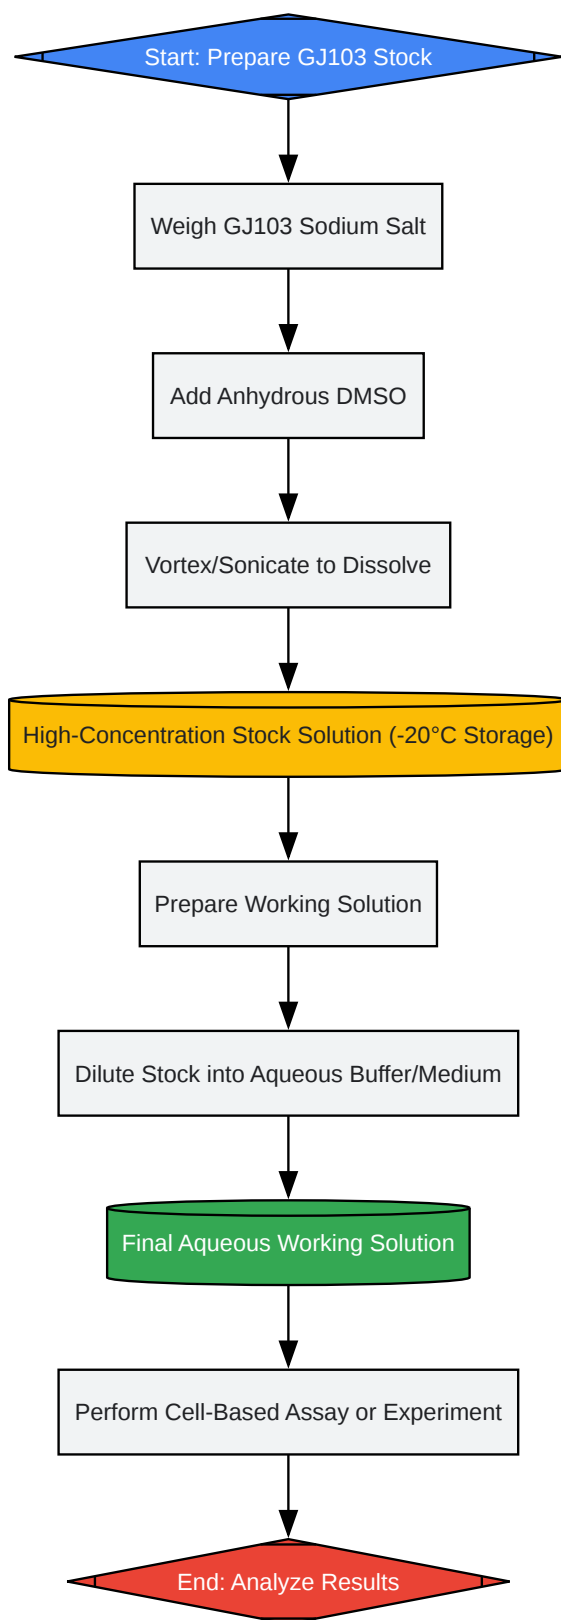 Start: Prepare GJ103 Stock
Weigh GJ103 Sodium Salt
Add Anhydrous DMSO
Vortex/Sonicate to Dissolve
High-Concentration Stock Solution (-20°C Storage)
Prepare Working Solution
Dilute Stock into Aqueous Buffer/Medium
Final Aqueous Working Solution
Perform Cell-Based Assay or Experiment
End: Analyze Results